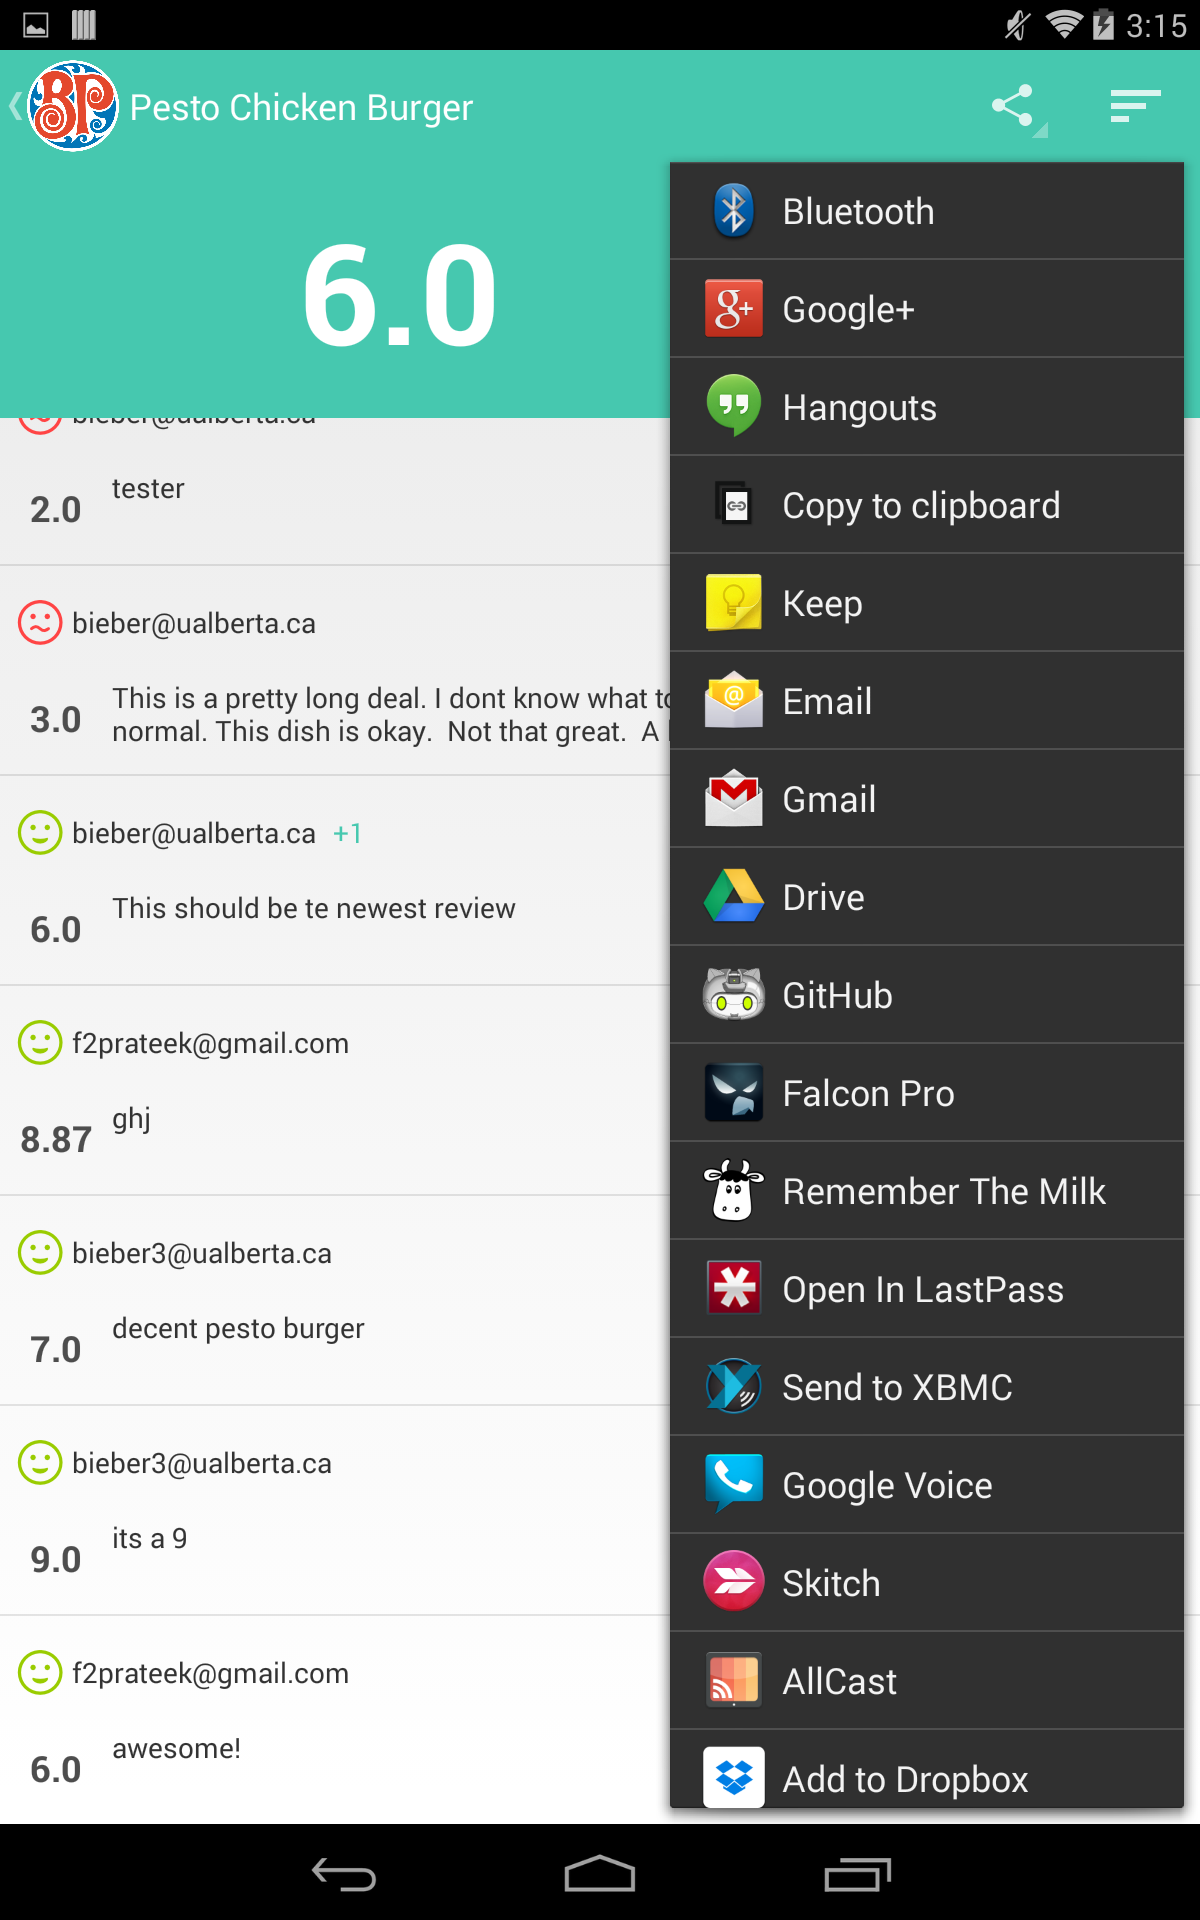 3:15
BP
Pesto Chicken Burger
6.0
bieber@ualberta.ca
tester
2.0
bieber@ualberta.ca
This is a pretty long deal. I dont know what to
3.0
normal. This dish is okay.  Not that great.  A
bieber@ualberta.ca +1
This should be te newest review
6.0
f2prateek@gmail.com
ghj
8.87
bieber3@ualberta.ca
decent pesto burger
7.0
bieber3@ualberta.ca
its a 9
9.0
f2prateek@gmail.com
awesome!
6.0
Bluetooth
Google+
Hangouts
Copy to clipboard
Keep
Email
Gmail
Drive
GitHub
Falcon Pro
Remember The Milk
Open In LastPass
Send to XBMC
Google Voice
Skitch
AllCast
Add to Dropbox